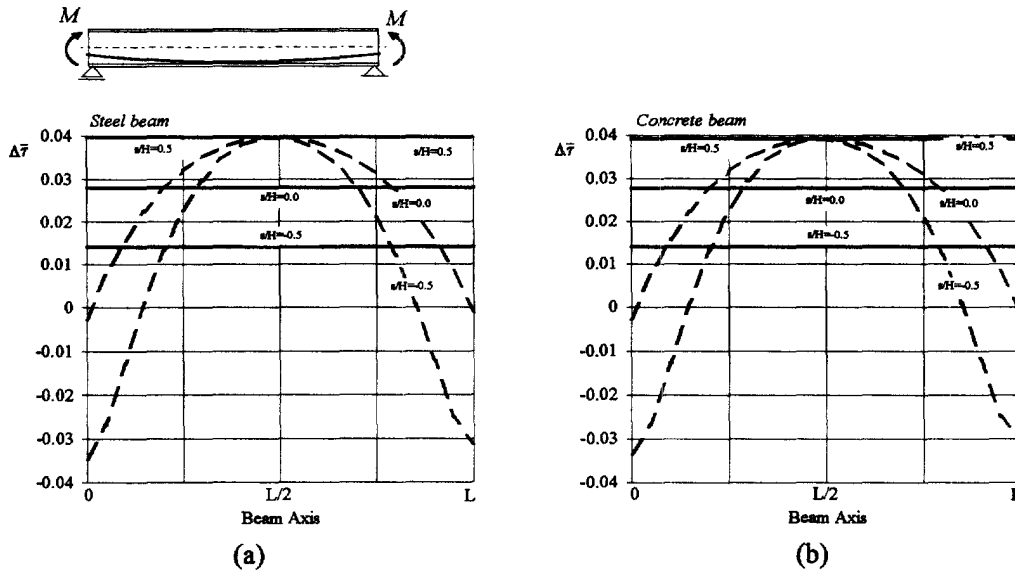 M M
Steel beam
Δτ̅
0.04
0.03
0.02
0.01
0
-0.01
-0.02
-0.03
-0.04
s/H=0.5
s/H=0.5
s/H=0.0
s/H=0.0
s/H=-0.5
s/H=-0.5
0 L/2 L
Beam Axis
(a)
Concrete beam
Δτ̅
0.04
0.03
0.02
0.01
0
-0.01
-0.02
-0.03
-0.04
s/H=0.5
s/H=0.5
s/H=0.0
s/H=0.0
s/H=-0.5
s/H=-0.5
0 L/2
Beam Axis
(b)